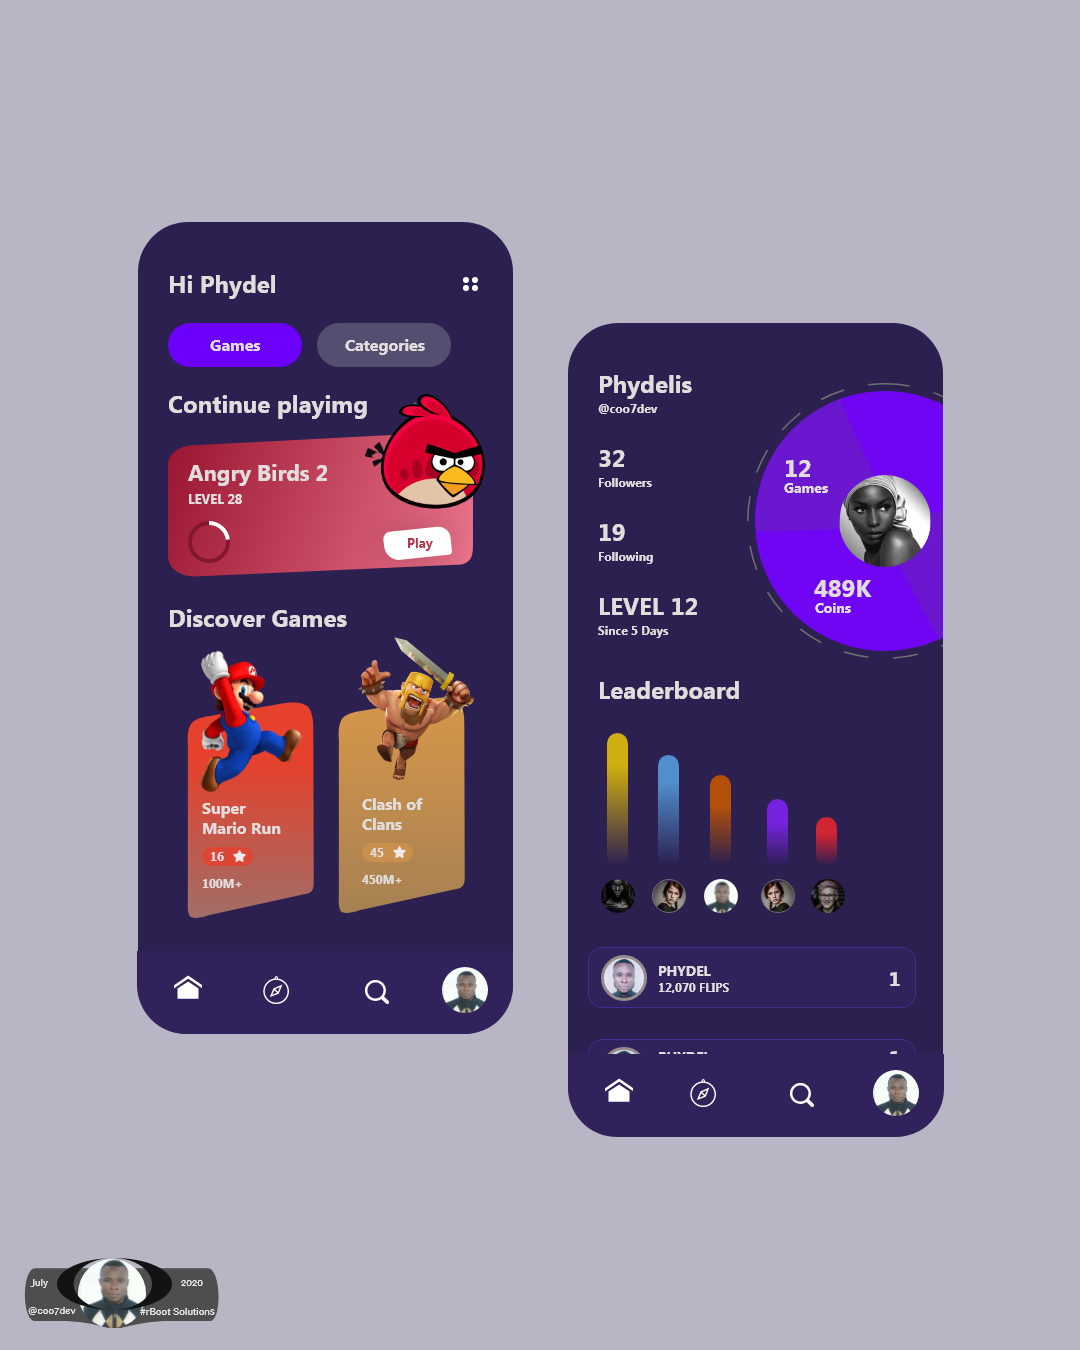 Hi Phydel
Games
Categories
Continue playimg
Angry Birds 2
LEVEL 28
Play
Discover Games
Super
Mario Run
16
100M+
Clash of
Clans
45
450M+
Phydelis
@coo7dev
32
Followers
19
Following
LEVEL 12
Since 5 Days
12
Games
489K
Coins
Leaderboard
PHYDEL
12,070 FLIPS
1
PHYDEL
1
July
2020
@coo7dev
#rBoot Solutions